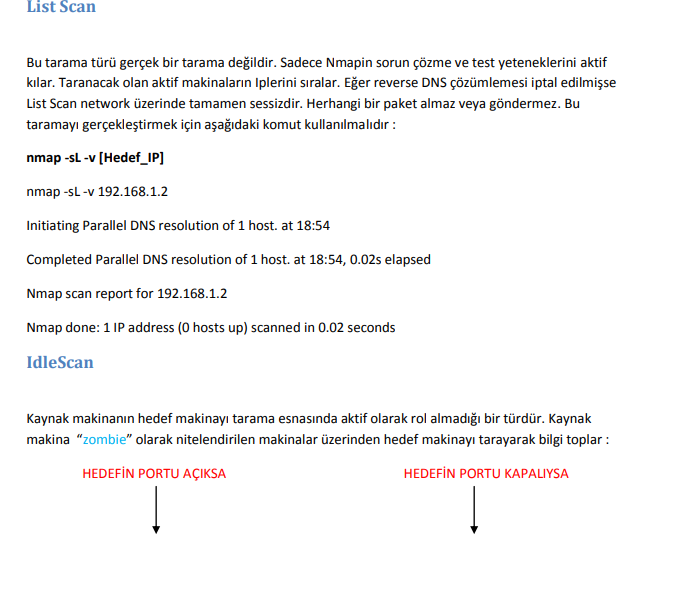 List Scan
Bu tarama türü gerçek bir tarama değildir. Sadece Nmapin sorun çözme ve test yeteneklerini aktif
kılar. Taranacak olan aktif makinaların Iplerini sıralar. Eğer reverse DNS çözümlemesi iptal edilmişse
List Scan network üzerinde tamamen sessizdir. Herhangi bir paket almaz veya göndermez. Bu
taramayı gerçekleştirmek için aşağıdaki komut kullanılmalıdır :
nmap -sL -v [Hedef_IP]
nmap -sL -v 192.168.1.2
Initiating Parallel DNS resolution of 1 host. at 18:54
Completed Parallel DNS resolution of 1 host. at 18:54, 0.02s elapsed
Nmap scan report for 192.168.1.2
Nmap done: 1 IP address (0 hosts up) scanned in 0.02 seconds
IdleScan
Kaynak makinanın hedef makinayı tarama esnasında aktif olarak rol almadığı bir türdür. Kaynak
makina “zombie” olarak nitelendirilen makinalar üzerinden hedef makinayı tarayarak bilgi toplar :
HEDEFİN PORTU AÇIKSA HEDEFİN PORTU KAPALIYSA